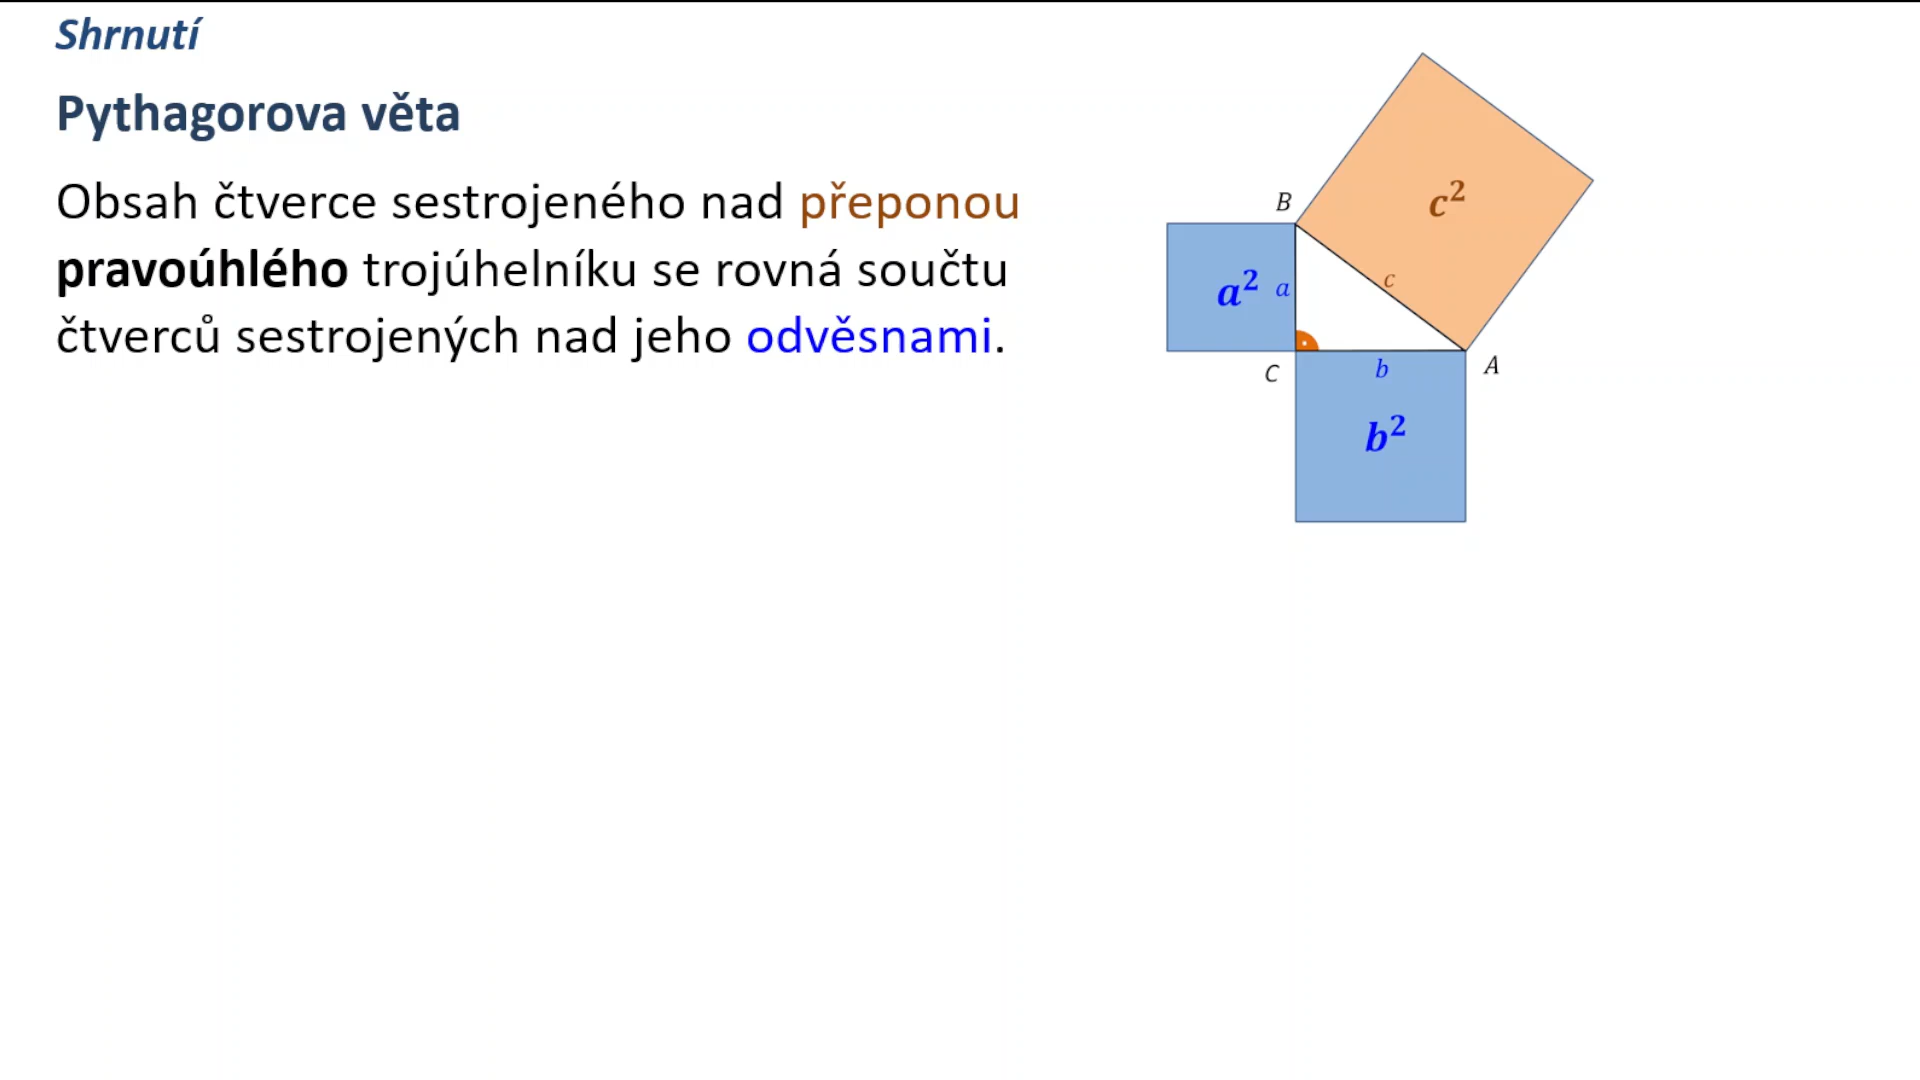 Shrnutí
Pythagorova věta
Obsah čtverce sestrojeného nad přeponou
pravoúhlého trojúhelníku se rovná součtu
čtverců sestrojených nad jeho odvěsnami.
c²
B
a² a
c
C
b
A
b²